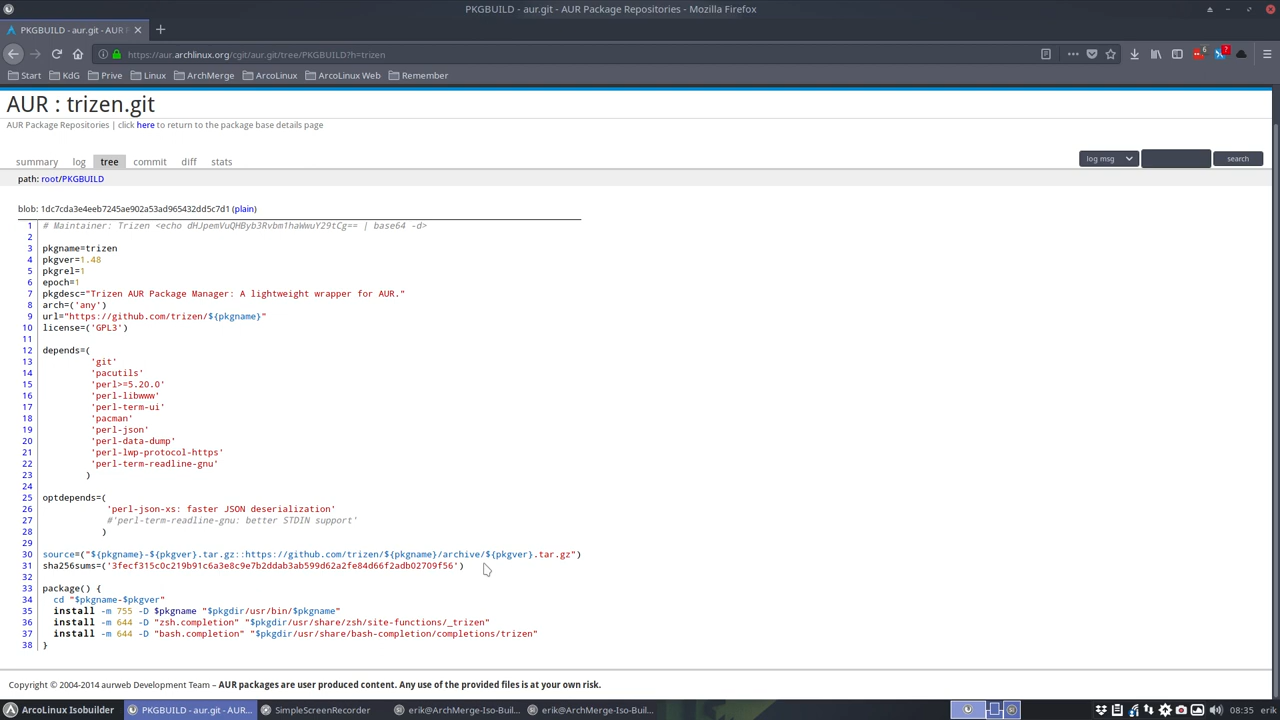 PKGBUILD - aur.git - AUR Package Repositories - Mozilla Firefox
PKGBUILD - aur.git - AUR P
https://aur.archlinux.org/cgit/aur.git/tree/PKGBUILD?h=trizen
6
?
Start KdG Prive Linux ArchMerge ArcoLinux ArcoLinux Web Remember
AUR : trizen.git
AUR Package Repositories | click here to return to the package base details page
summary log tree commit diff stats
log msg search
path: root/PKGBUILD
blob: 1dc7cda3e4eeb7245ae902a53ad965432dd5c7d1 (plain)
1 # Maintainer: Trizen <echo dHJpemVuQHByb3Rvbm1haWwuY29tCg== | base64 -d>
2
3 pkgname=trizen
4 pkgver=1.48
5 pkgrel=1
6 epoch=1
7 pkgdesc="Trizen AUR Package Manager: A lightweight wrapper for AUR."
8 arch=('any')
9 url="https://github.com/trizen/${pkgname}"
10 license=('GPL3')
11
12 depends=(
13 'git'
14 'pacutils'
15 'perl>=5.20.0'
16 'perl-libwww'
17 'perl-term-ui'
18 'pacman'
19 'perl-json'
20 'perl-data-dump'
21 'perl-lwp-protocol-https'
22 'perl-term-readline-gnu'
23 )
24
25 optdepends=(
26 'perl-json-xs: faster JSON deserialization'
27 #'perl-term-readline-gnu: better STDIN support'
28 )
29
30 source=("${pkgname}-${pkgver}.tar.gz::https://github.com/trizen/${pkgname}/archive/${pkgver}.tar.gz")
31 sha256sums=('3fecf315c0c219b91c6a3e8c9e7b2ddab3ab599d62a2fe84d66f2adb02709f56')
32
33 package() {
34 cd "$pkgname-$pkgver"
35 install -m 755 -D $pkgname "$pkgdir/usr/bin/$pkgname"
36 install -m 644 -D "zsh.completion" "$pkgdir/usr/share/zsh/site-functions/_trizen"
37 install -m 644 -D "bash.completion" "$pkgdir/usr/share/bash-completion/completions/trizen"
38 }
Copyright © 2004-2014 aurweb Development Team – AUR packages are user produced content. Any use of the provided files is at your own risk.
ArcoLinux Isobuilder PKGBUILD - aur.git - AUR... SimpleScreenRecorder erik@ArchMerge-Iso-Buil... erik@ArchMerge-Iso-Buil... 08:35 erik